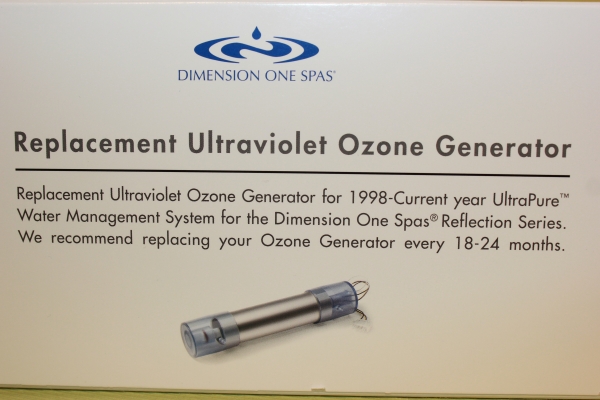 DIMENSION ONE SPAS
Replacement Ultraviolet Ozone Generator
Replacement Ultraviolet Ozone Generator for 1998-Current year UltraPure™
Water Management System for the Dimension One Spas® Reflection Series.
We recommend replacing your Ozone Generator every 18-24 months.